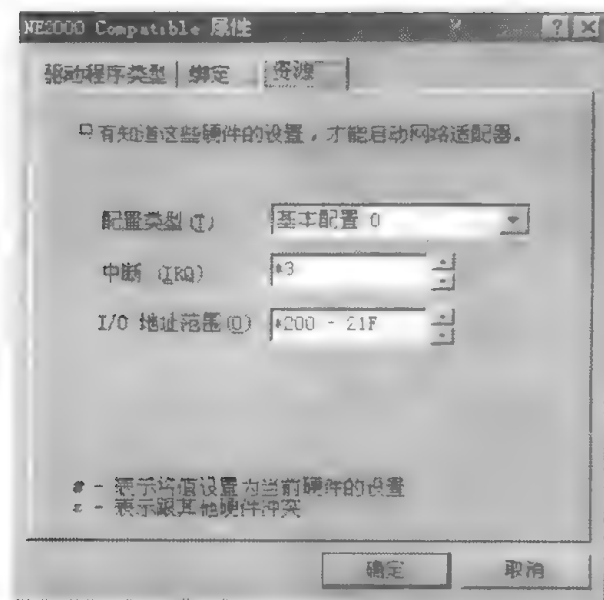 NE2000 Compatible 属性
驱动程序类型 绑定 资源
只有知道这些硬件的设置，才能启动网络适配器。
配置类型(T) 基本配置 0
中断 (IRQ) *3
I/O 地址范围(O) *200 - 21F
# - 表示当值设置为当前硬件的设置
* - 表示跟其他硬件冲突
确定 取消